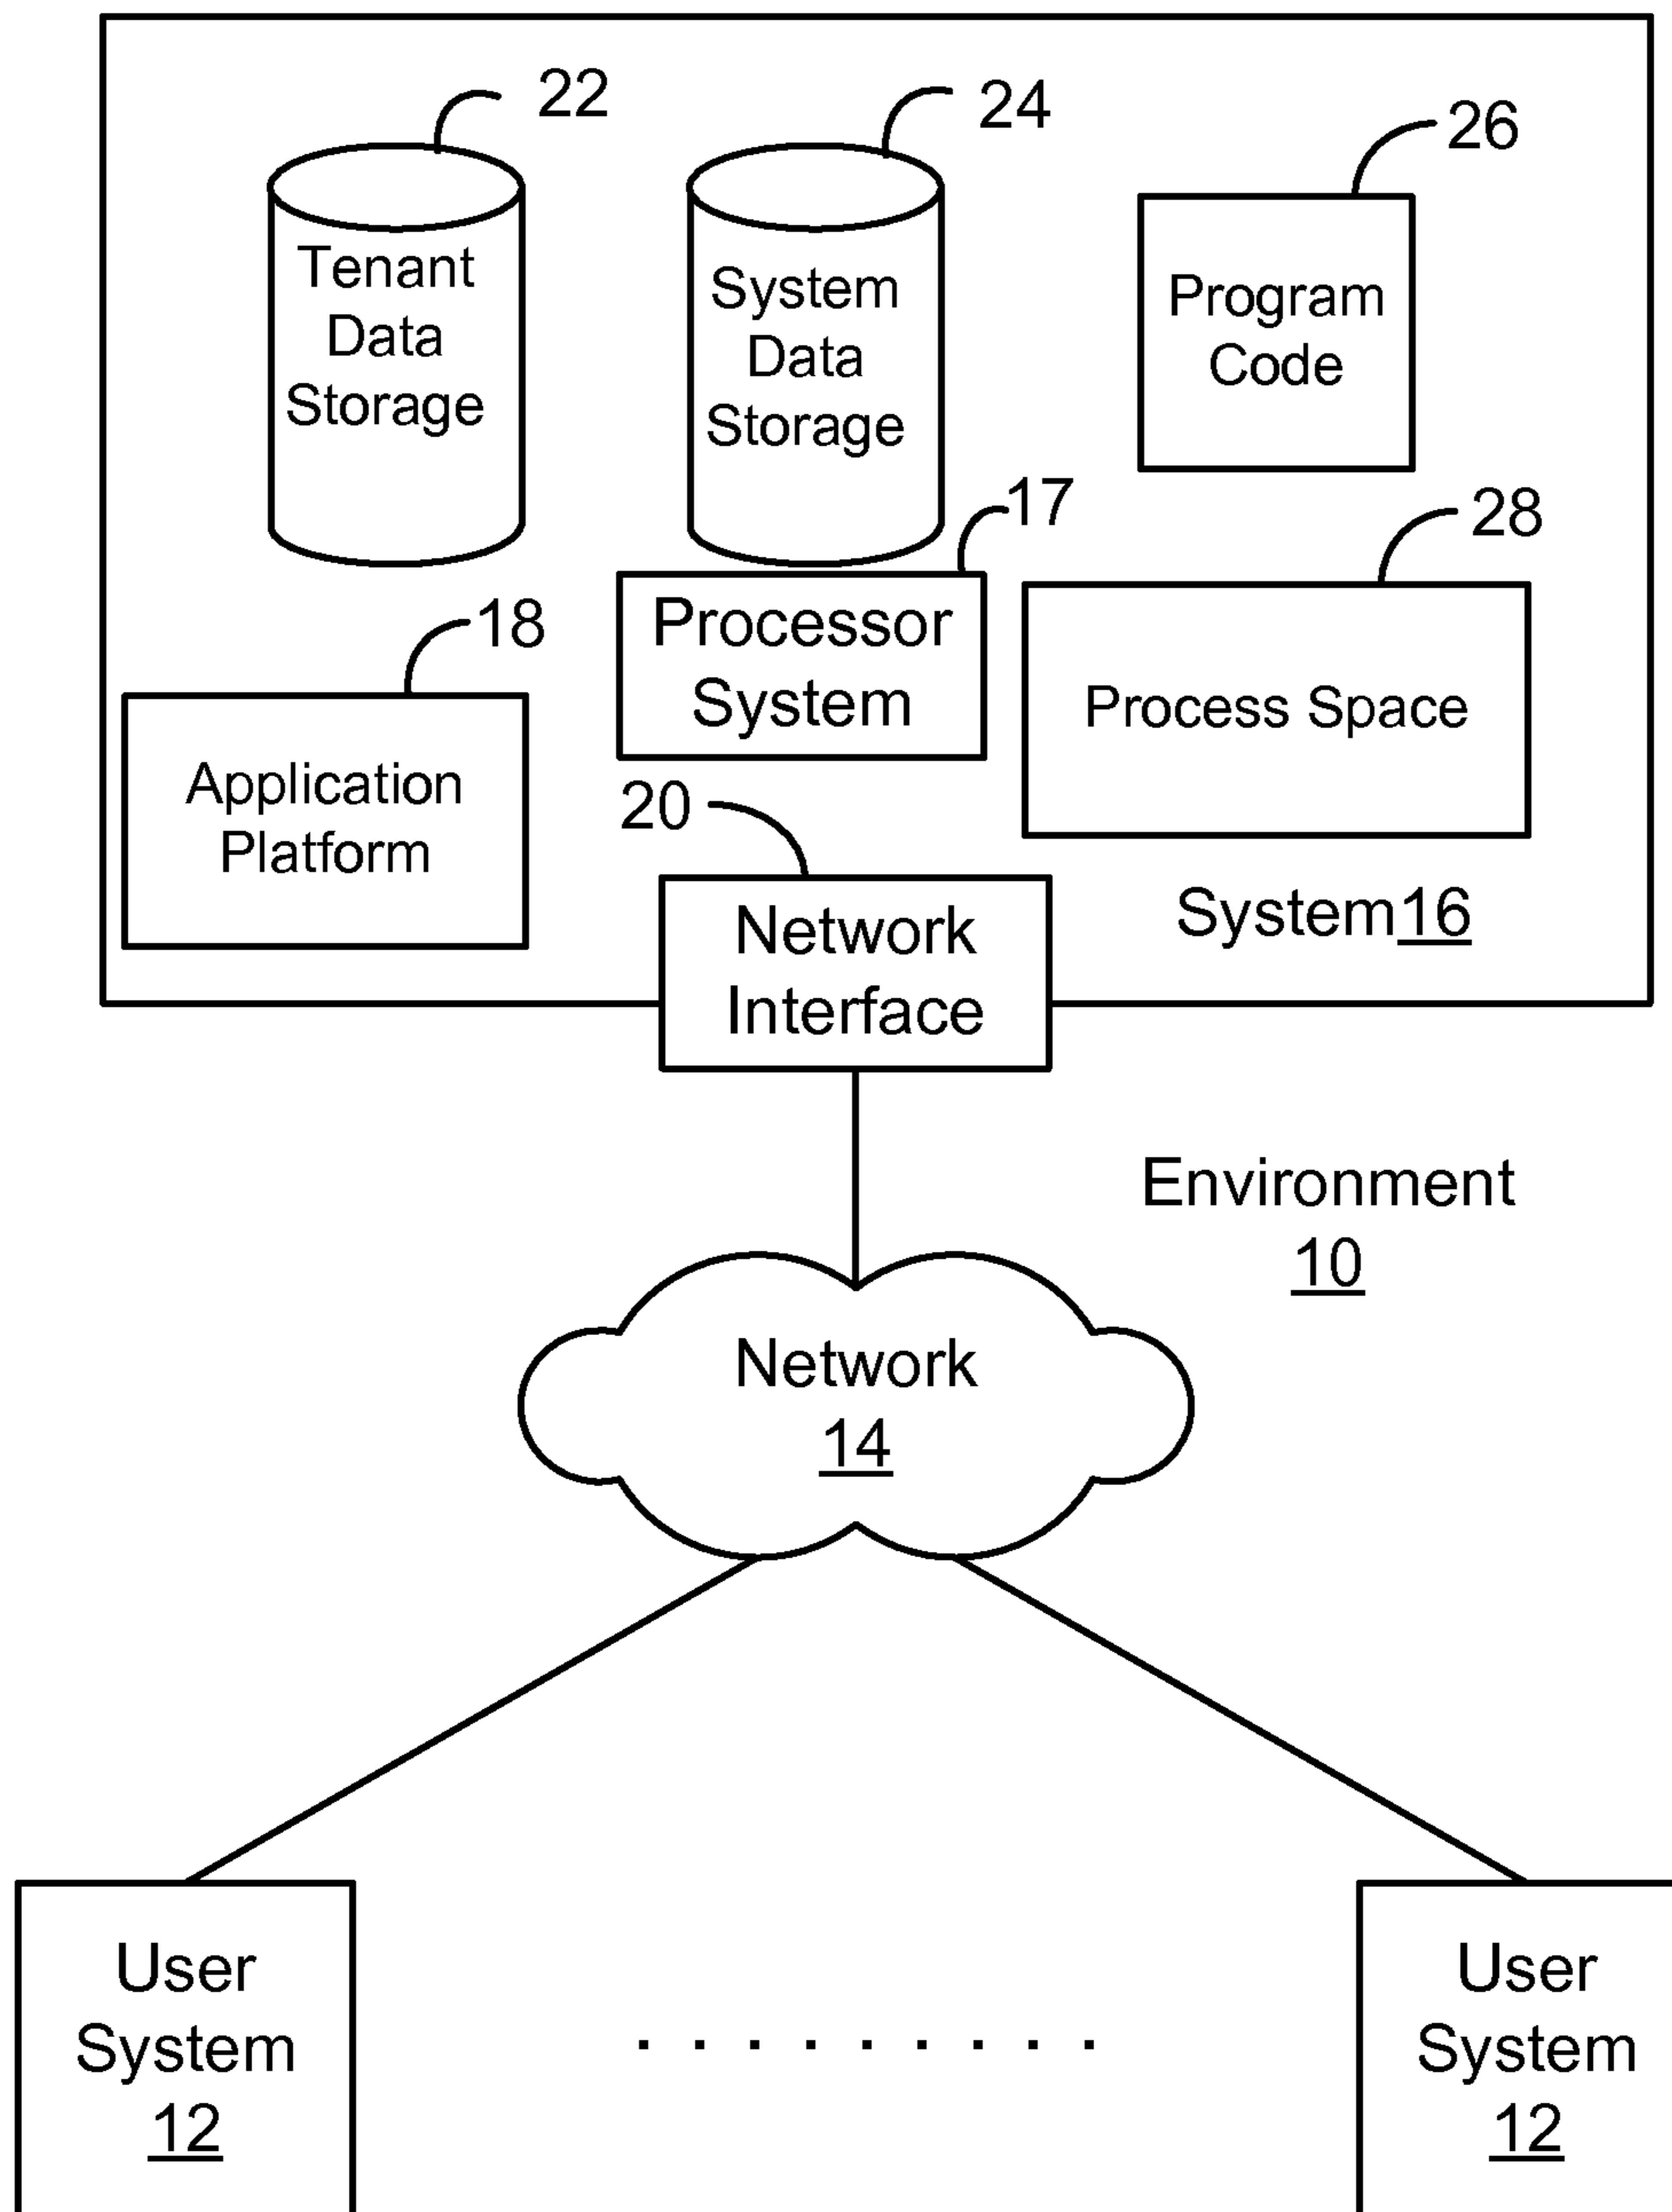 22
24
26
Tenant
Data
Storage
System
Data
Storage
Program
Code
17
28
18
Processor
System
Process Space
Application
Platform
20
Network
Interface
System16
Environment
10
Network
14
User
System
12
. . . . . . . . .
User
System
12